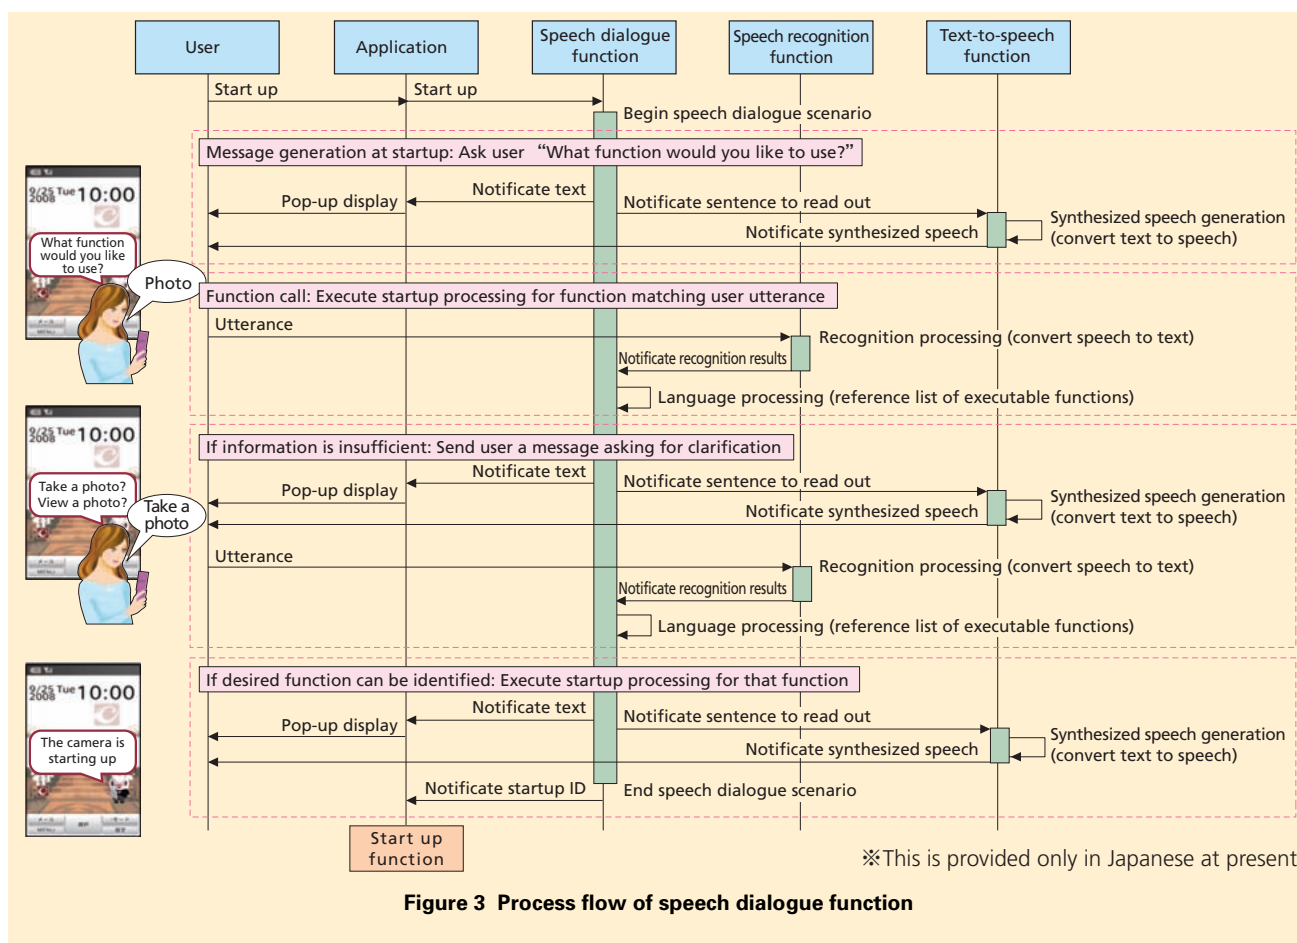 User
Application
Speech dialogue
function
Speech recognition
function
Text-to-speech
function
Start up
Start up
Begin speech dialogue scenario
Message generation at startup: Ask user “What function would you like to use?”
Notificate text
Pop-up display
Notificate sentence to read out
Synthesized speech generation
(convert text to speech)
Notificate synthesized speech
9/25 Tue 10:00
2008
What function
would you like
to use?
Photo
MENU
Function call: Execute startup processing for function matching user utterance
Utterance
Recognition processing (convert speech to text)
Notificate recognition results
Language processing (reference list of executable functions)
9/25 Tue 10:00
2008
Take a photo?
View a photo?
Take a
photo
MENU
If information is insufficient: Send user a message asking for clarification
Notificate text
Pop-up display
Notificate sentence to read out
Synthesized speech generation
(convert text to speech)
Notificate synthesized speech
Utterance
Recognition processing (convert speech to text)
Notificate recognition results
Language processing (reference list of executable functions)
9/25 Tue 10:00
2008
The camera is
starting up
MENU
If desired function can be identified: Execute startup processing for that function
Notificate text
Pop-up display
Notificate sentence to read out
Synthesized speech generation
(convert text to speech)
Notificate synthesized speech
Notificate startup ID
End speech dialogue scenario
Start up
function
※This is provided only in Japanese at present
Figure 3 Process flow of speech dialogue function